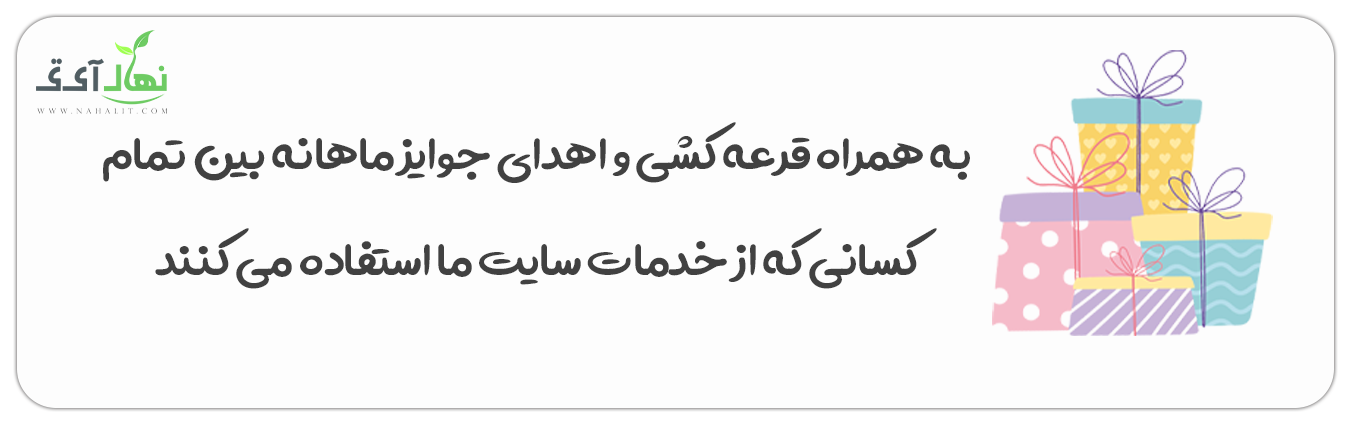 نهال آی تی
WWW.NAHALIT.COM
به همراه قرعه کشی و اهدای جوایز ماهانه بین تمام
کسانی که از خدمات سایت ما استفاده می کنند